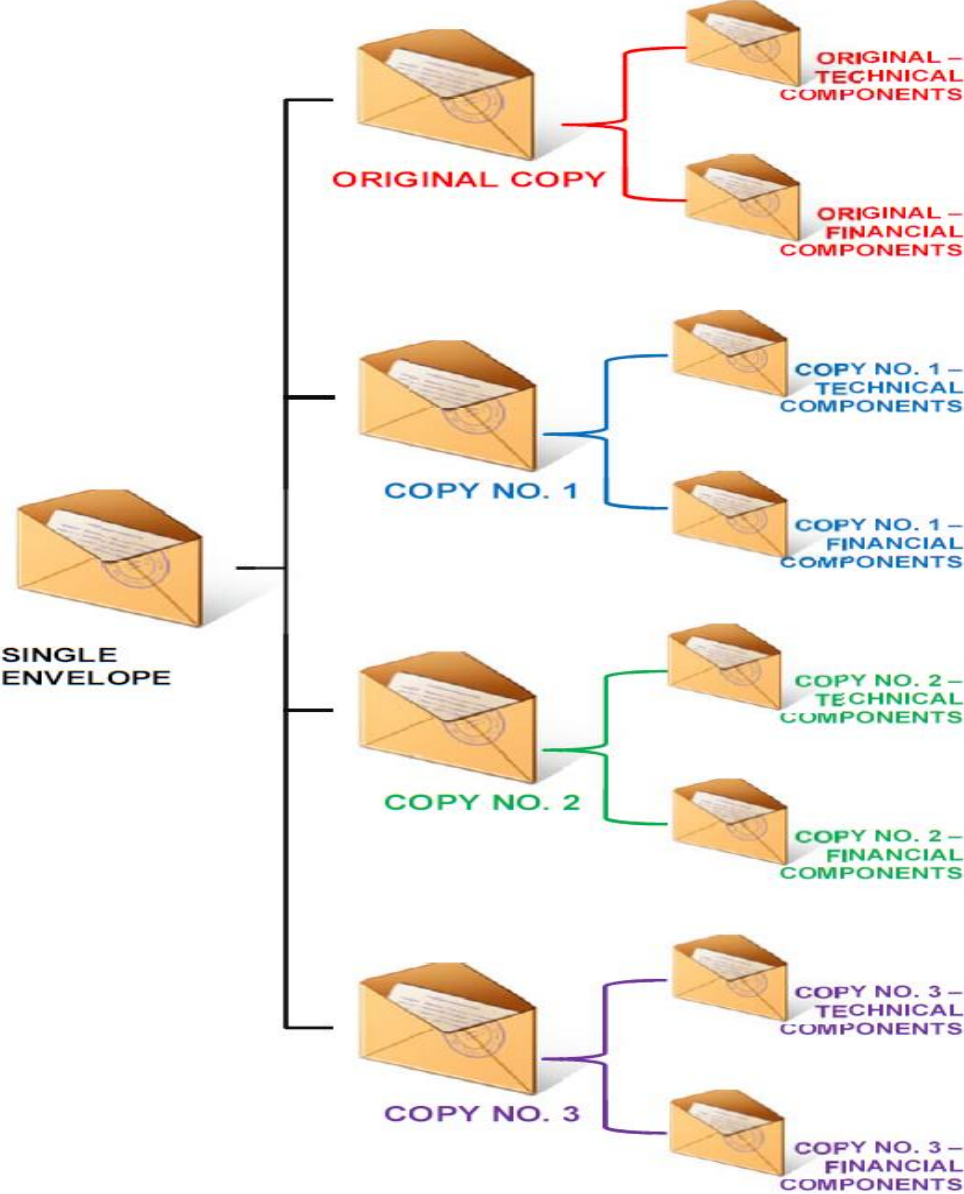 ORIGINAL –
TECHNICAL
COMPONENTS
ORIGINAL COPY
ORIGINAL –
FINANCIAL
COMPONENTS
COPY NO. 1 –
TECHNICAL
COMPONENTS
COPY NO. 1
COPY NO. 1 –
FINANCIAL
COMPONENTS
SINGLE
ENVELOPE
COPY NO. 2 –
TECHNICAL
COMPONENTS
COPY NO. 2
COPY NO. 2 –
FINANCIAL
COMPONENTS
COPY NO. 3 –
TECHNICAL
COMPONENTS
COPY NO. 3
COPY NO. 3 –
FINANCIAL
COMPONENTS